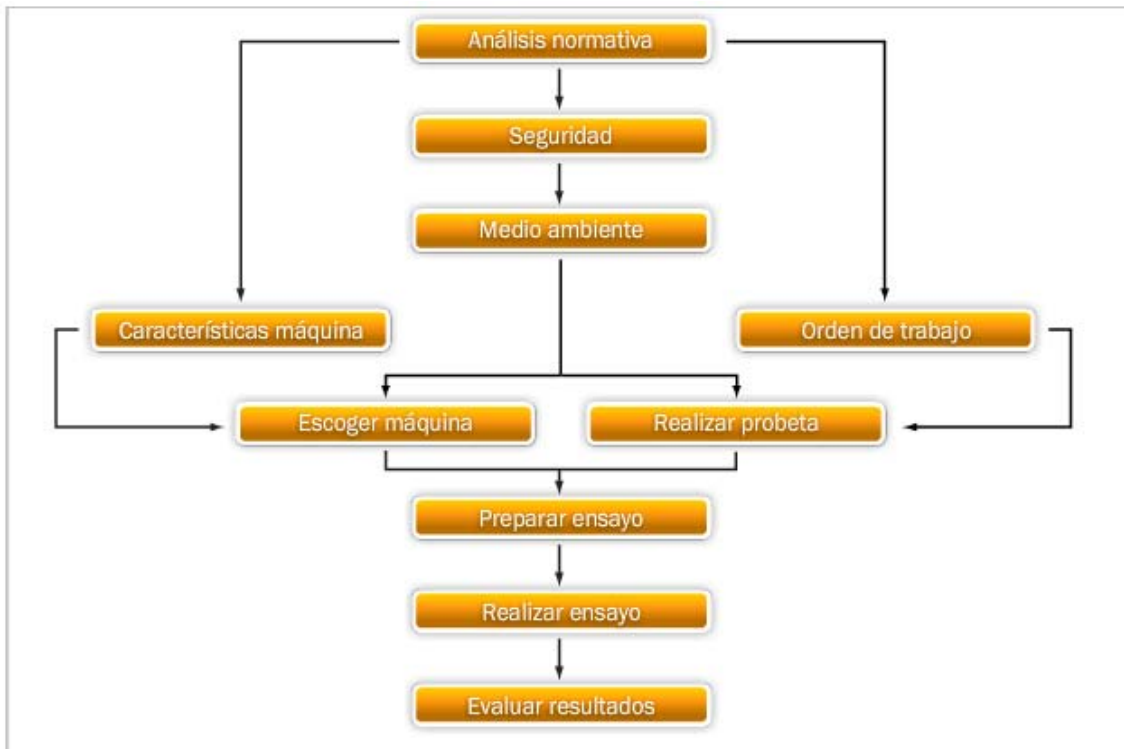 Análisis normativa
Seguridad
Medio ambiente
Características máquina
Orden de trabajo
Escoger máquina
Realizar probeta
Preparar ensayo
Realizar ensayo
Evaluar resultados